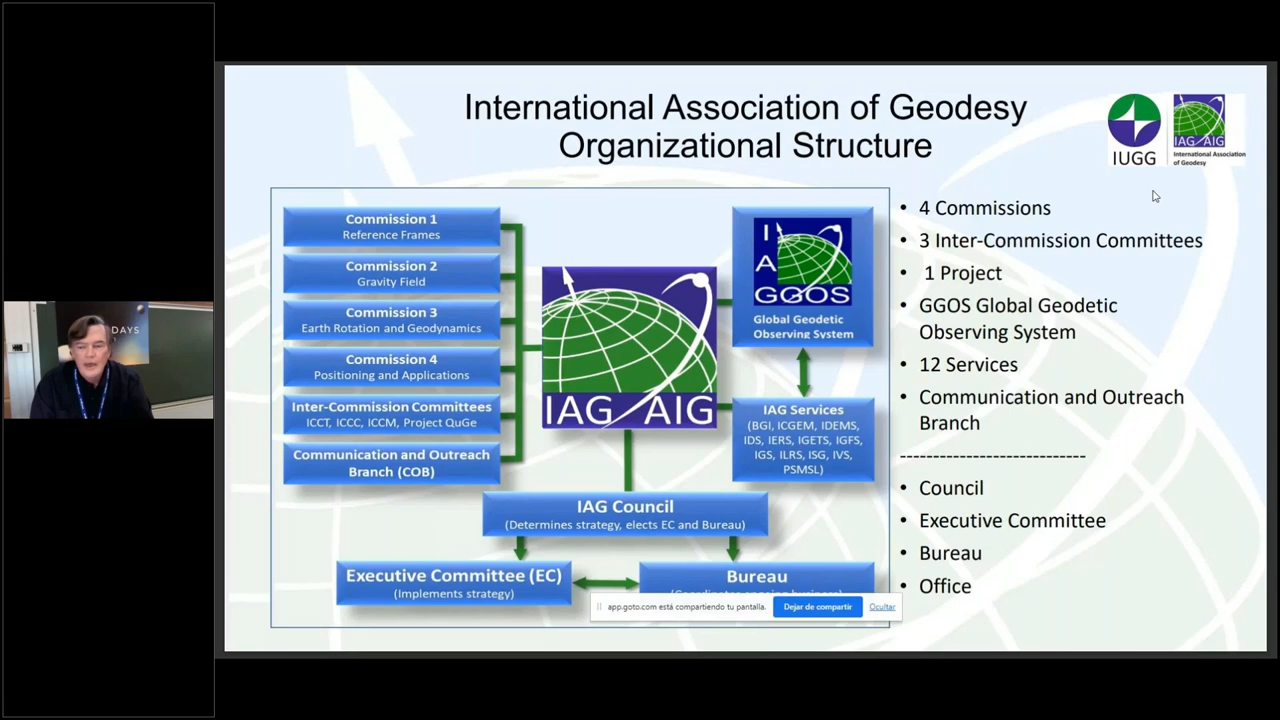 International Association of Geodesy
Organizational Structure
IUGG
IAG AIG
International Association
of Geodesy
Commission 1
Reference Frames
Commission 2
Gravity Field
Commission 3
Earth Rotation and Geodynamics
Commission 4
Positioning and Applications
Inter-Commission Committees
ICCT, ICCC, ICCM, Project QuGe
Communication and Outreach
Branch (COB)
IAG AIG
I
A
GGOS
Global Geodetic
Observing System
IAG Services
(BGI, ICGEM, IDEMS,
IDS, IERS, IGETS, IGFS,
IGS, ILRS, ISG, IVS,
PSMSL)
IAG Council
(Determines strategy, elects EC and Bureau)
Executive Committee (EC)
(Implements strategy)
Bureau
app.goto.com está compartiendo tu pantalla. Dejar de compartir Ocultar
• 4 Commissions
• 3 Inter-Commission Committees
• 1 Project
• GGOS Global Geodetic
Observing System
• 12 Services
• Communication and Outreach
Branch
--------------------------
• Council
• Executive Committee
• Bureau
• Office
DAYS